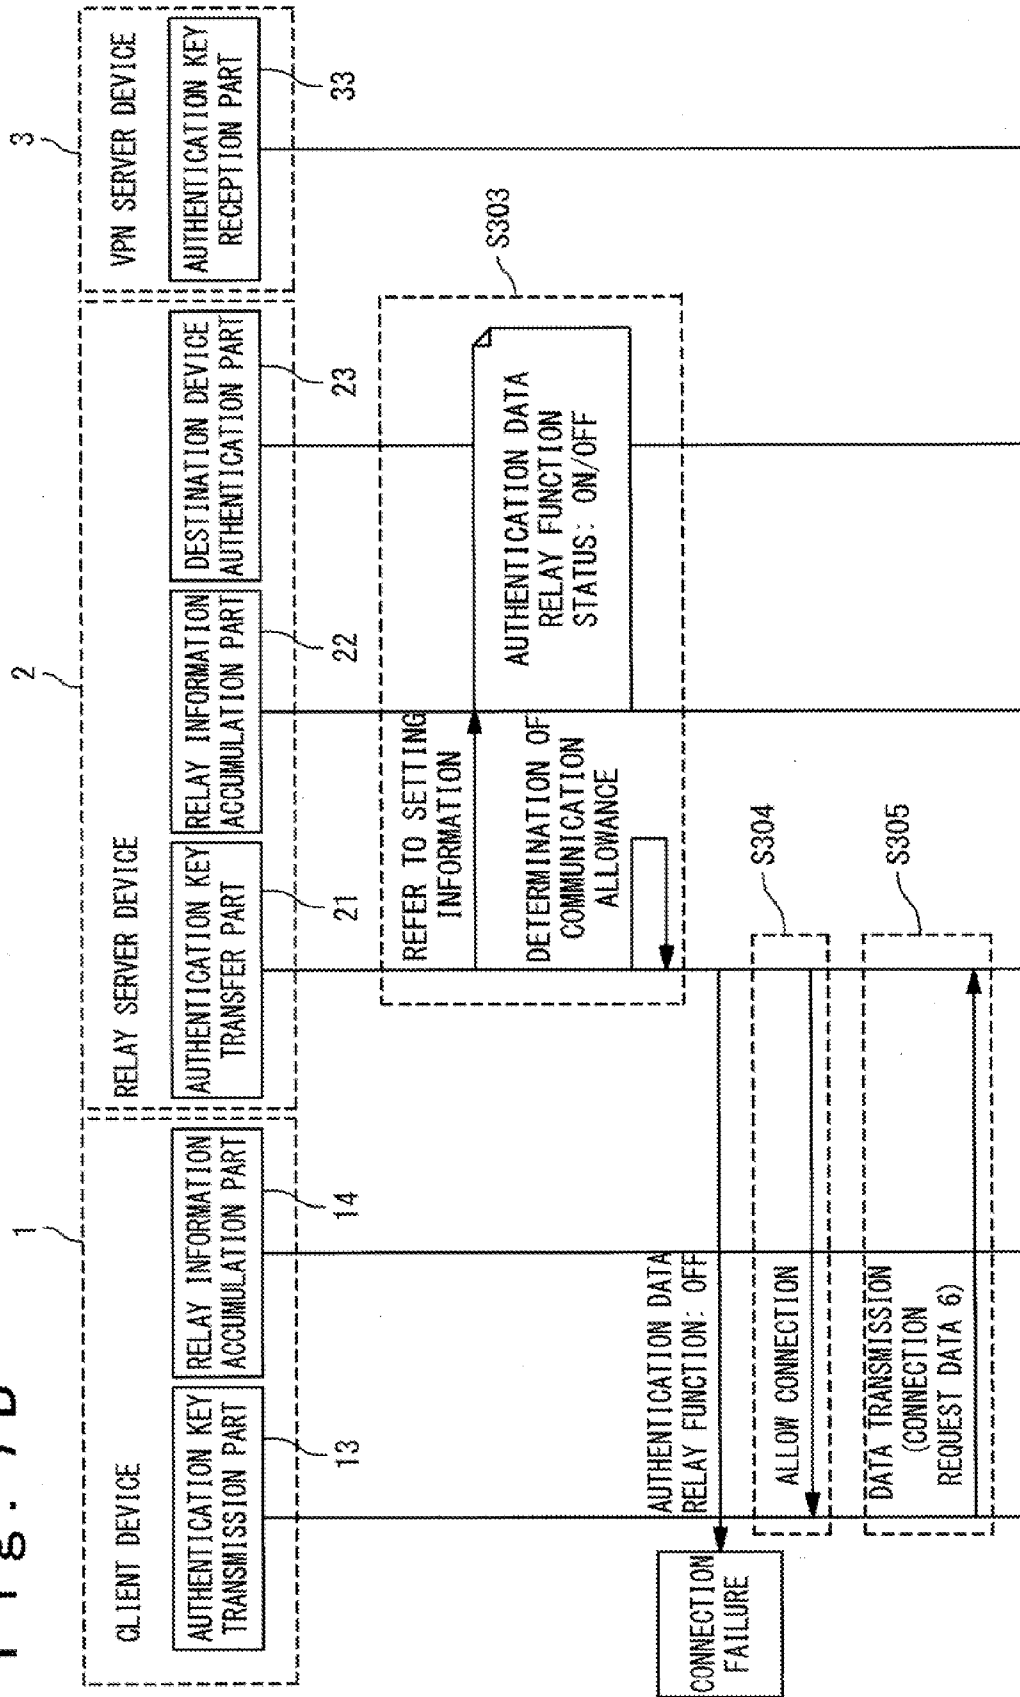 Fig. 7B
1
2
3
CLIENT DEVICE
RELAY SERVER DEVICE
VPN SERVER DEVICE
AUTHENTICATION KEY
TRANSMISSION PART
RELAY INFORMATION
ACCUMULATION PART
AUTHENTICATION KEY
TRANSFER PART
RELAY INFORMATION
ACCUMULATION PART
DESTINATION DEVICE
AUTHENTICATION PART
AUTHENTICATION KEY
RECEPTION PART
13
14
21
22
23
33
S303
REFER TO SETTING
INFORMATION
AUTHENTICATION DATA
RELAY FUNCTION
STATUS: ON/OFF
DETERMINATION OF
COMMUNICATION
ALLOWANCE
AUTHENTICATION DATA
RELAY FUNCTION: OFF
CONNECTION
FAILURE
S304
ALLOW CONNECTION
S305
DATA TRANSMISSION
(CONNECTION
REQUEST DATA 6)